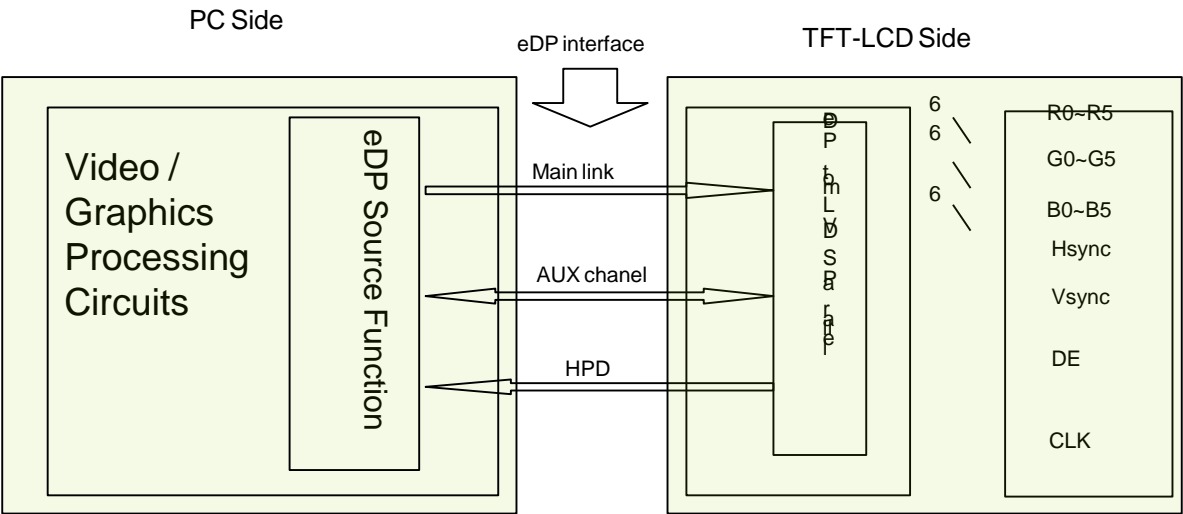 PC Side
eDP interface
TFT-LCD Side
Video /
Graphics
Processing
Circuits
eDP Source Function
Main link
AUX chanel
HPD
6
6
6
R0~R5
G0~G5
B0~B5
Hsync
Vsync
DE
CLK